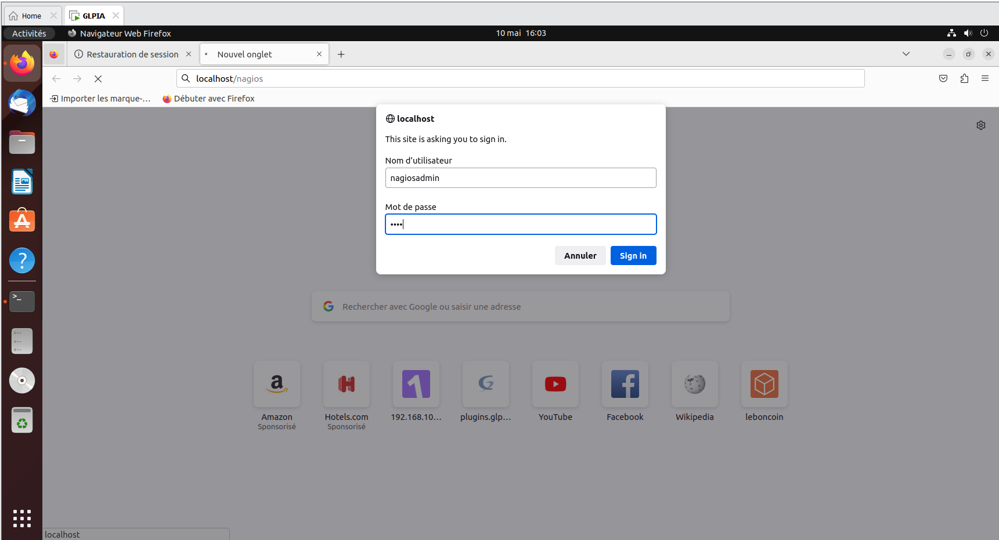 Home
GLPIA
Activités
Navigateur Web Firefox
10 mai 16:03
Restauration de session
Nouvel onglet
localhost/nagios
Importer les marque-…
Débuter avec Firefox
localhost
This site is asking you to sign in.
Nom d’utilisateur
nagiosadmin
Mot de passe
••••
Annuler
Sign in
Rechercher avec Google ou saisir une adresse
Amazon
Sponsorisé
Hotels.com
Sponsorisé
192.168.10…
plugins.glp…
YouTube
Facebook
Wikipedia
leboncoin
localhost